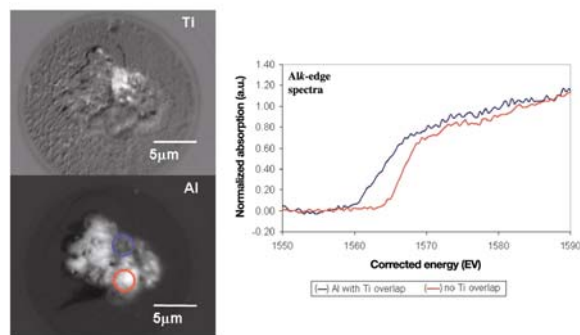 Ti
5µm
Al
5µm
Alk-edge
spectra
Normalized absorption (a.u.)
1.40
1.20
1.00
0.80
0.60
0.40
0.20
0.00
-0.20
1550
1560
1570
1580
1590
Corrected energy (EV)
(—) Al with Ti overlap
(—) no Ti overlap